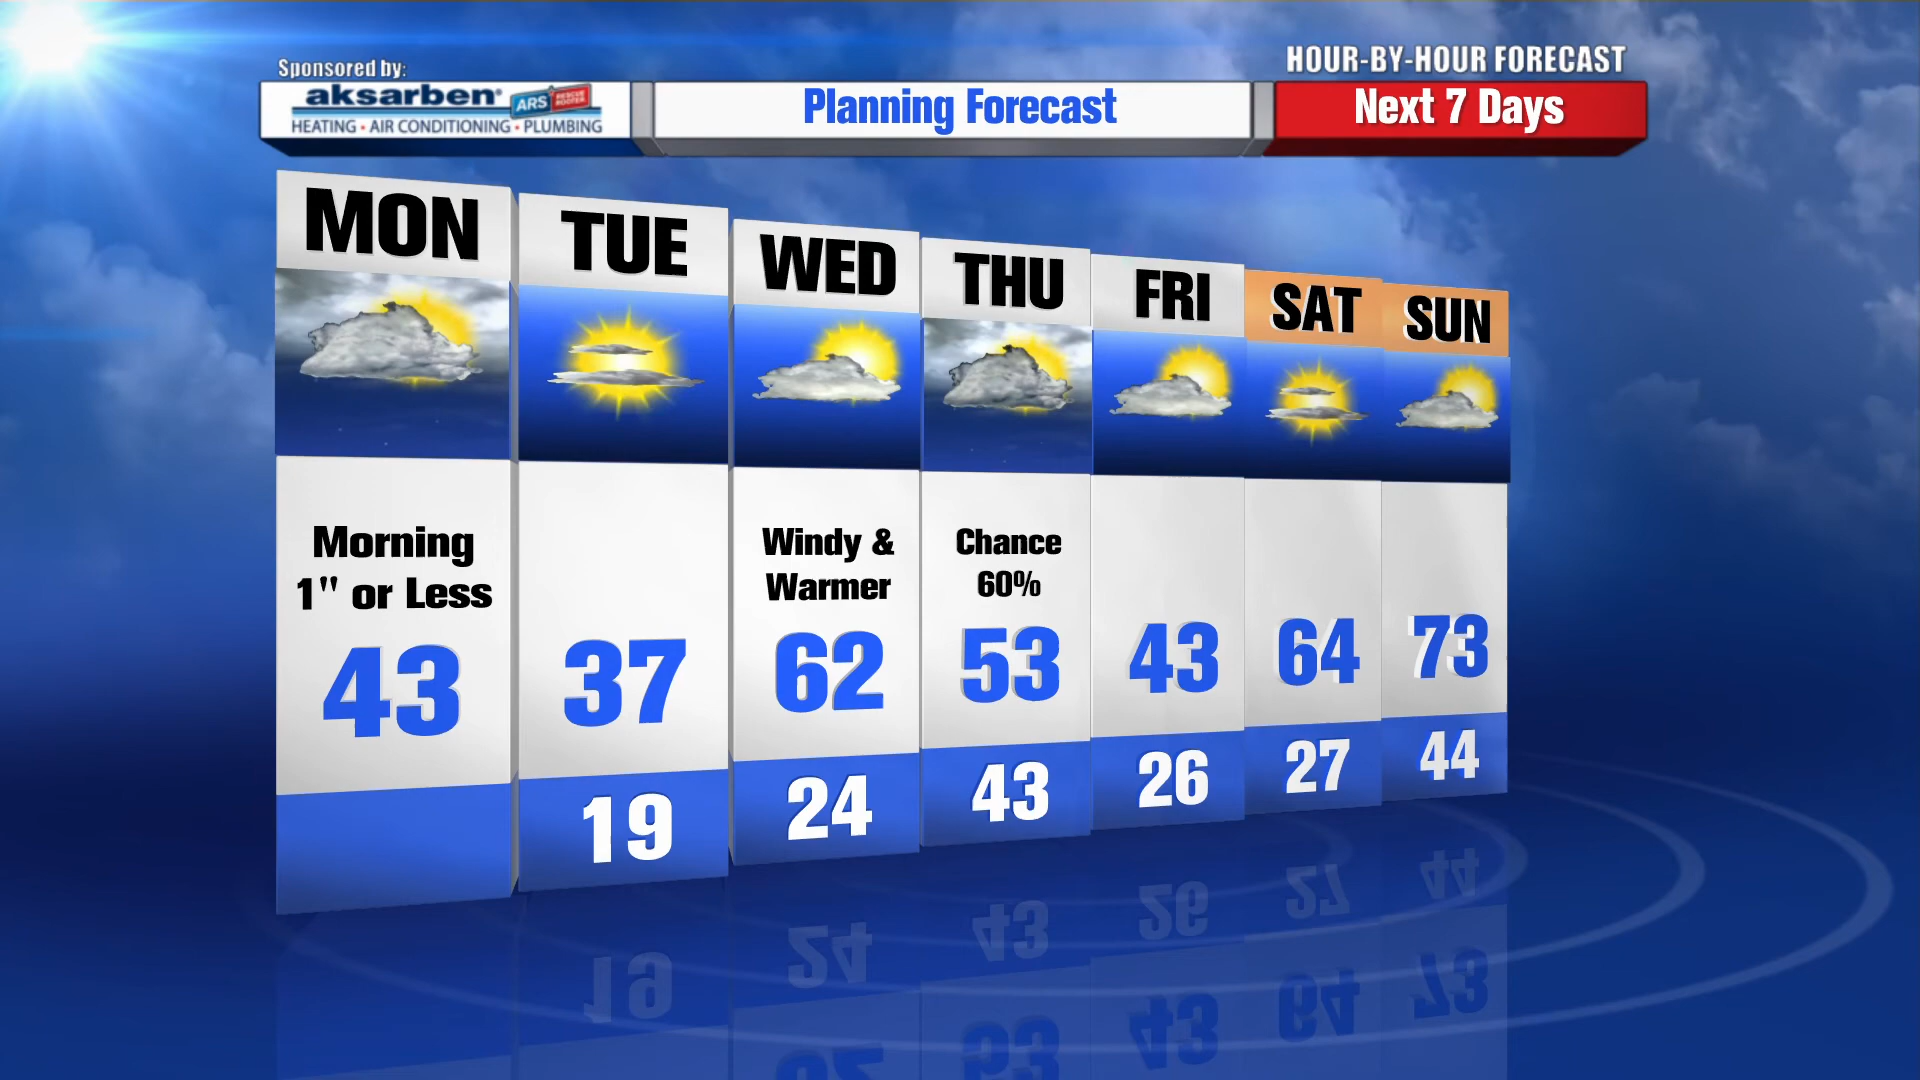 Sponsored by:
aksarben®
ARS RESCUE ROOTER
HEATING • AIR CONDITIONING • PLUMBING
Planning Forecast
HOUR-BY-HOUR FORECAST
Next 7 Days
MON
TUE
WED
THU
FRI
SAT
SUN
Morning
1" or Less
Windy &
Warmer
Chance
60%
43
37
62
53
43
64
73
19
24
43
26
27
44